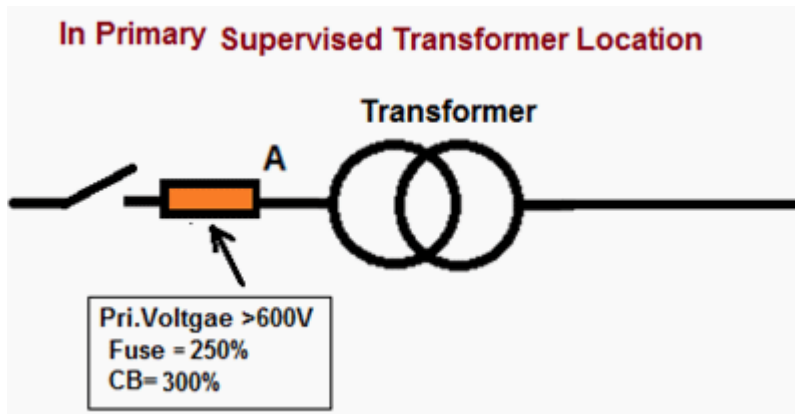 In Primary Supervised Transformer Location
Transformer
A
Pri.Voltgae >600V
Fuse = 250%
CB= 300%